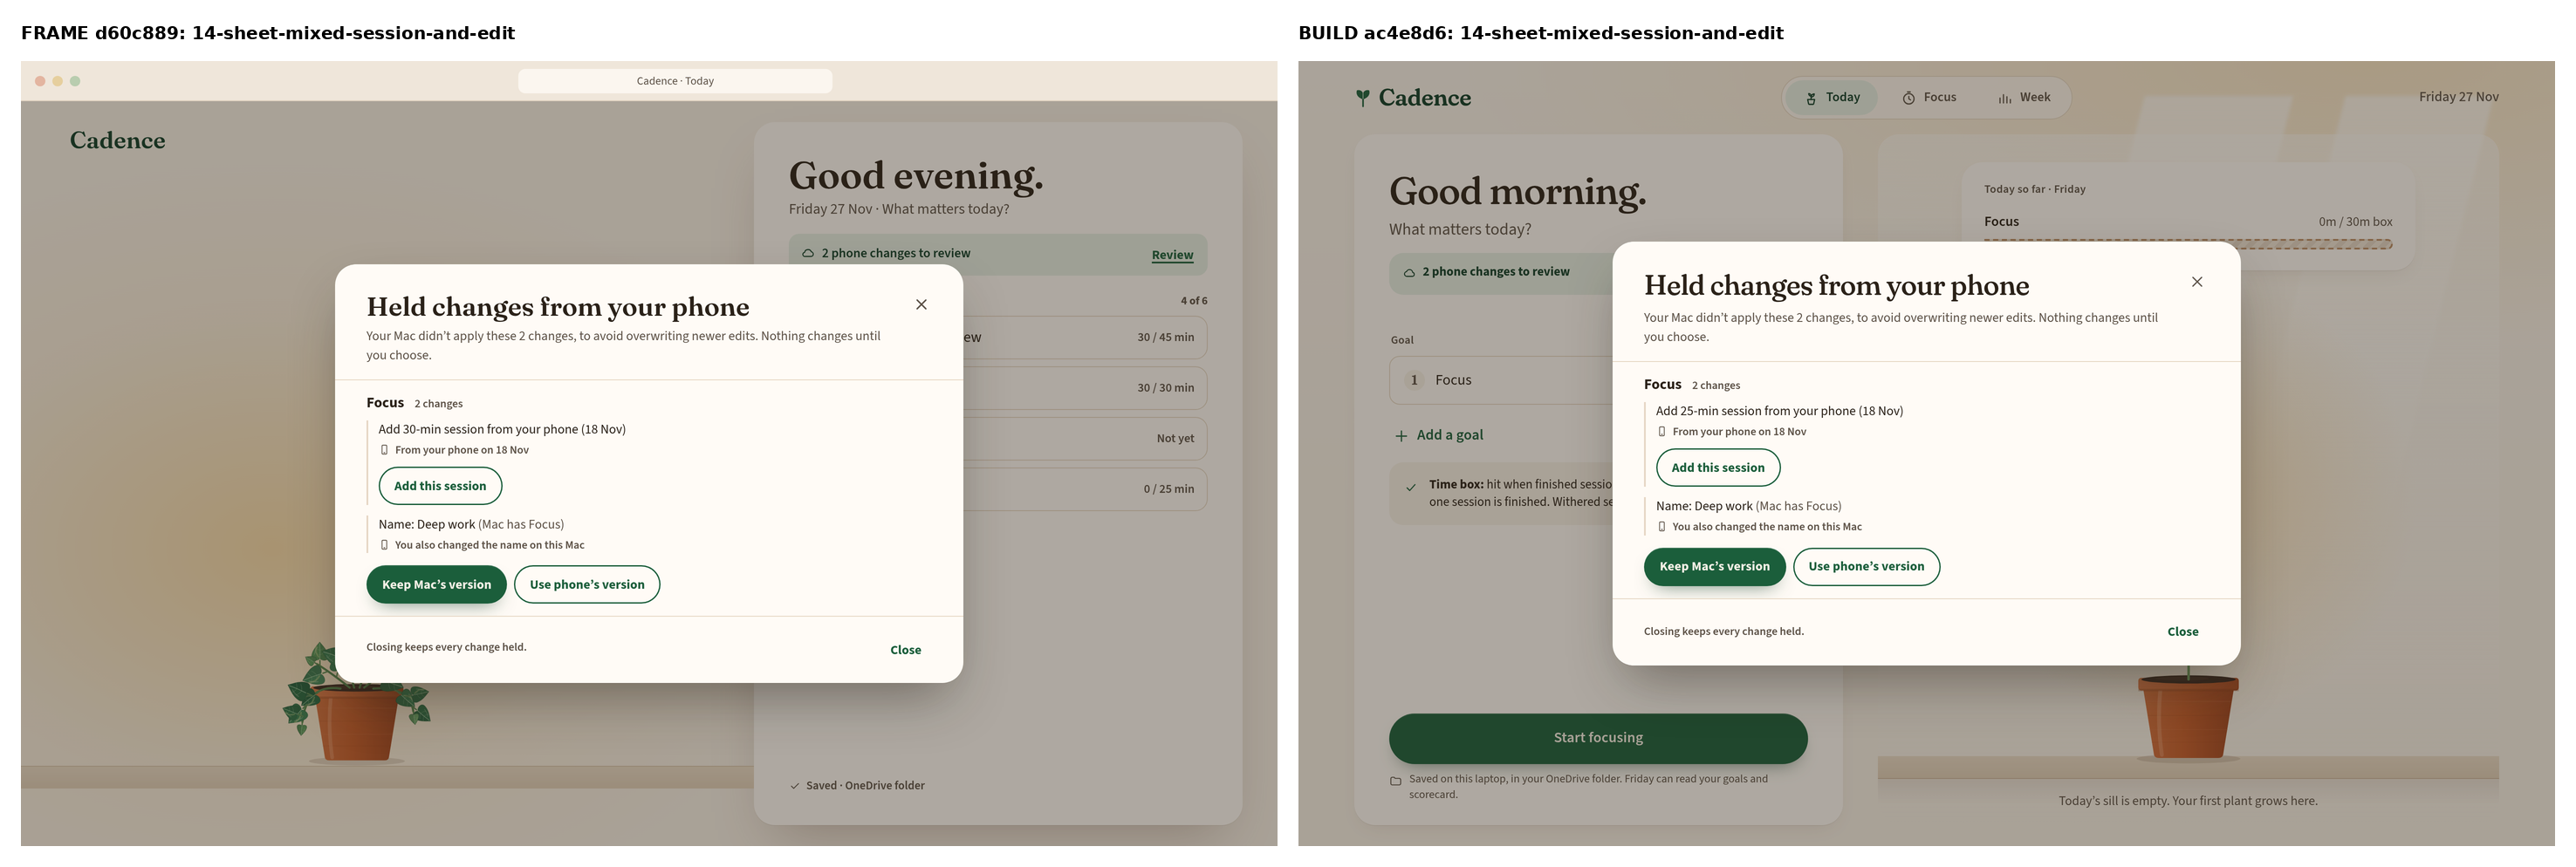 FRAME d60c889: 14-sheet-mixed-session-and-edit
Cadence · Today
Cadence
Good evening.
Friday 27 Nov · What matters today?
2 phone changes to review
Review
4 of 6
ew
30 / 45 min
30 / 30 min
Not yet
0 / 25 min
Held changes from your phone
Your Mac didn't apply these 2 changes, to avoid overwriting newer edits. Nothing changes until
you choose.
Focus 2 changes
Add 30-min session from your phone (18 Nov)
From your phone on 18 Nov
Add this session
Name: Deep work (Mac has Focus)
You also changed the name on this Mac
Keep Mac's version
Use phone's version
Closing keeps every change held.
Close
Saved · OneDrive folder
BUILD ac4e8d6: 14-sheet-mixed-session-and-edit
Cadence
Today
Focus
Week
Friday 27 Nov
Good morning.
What matters today?
2 phone changes to review
Goal
1 Focus
Add a goal
Time box: hit when finished sessio
one session is finished. Withered se
Today so far · Friday
Focus
0m / 30m box
Held changes from your phone
Your Mac didn't apply these 2 changes, to avoid overwriting newer edits. Nothing changes until
you choose.
Focus 2 changes
Add 25-min session from your phone (18 Nov)
From your phone on 18 Nov
Add this session
Name: Deep work (Mac has Focus)
You also changed the name on this Mac
Keep Mac's version
Use phone's version
Closing keeps every change held.
Close
Start focusing
Saved on this laptop, in your OneDrive folder. Friday can read your goals and
scorecard.
Today's sill is empty. Your first plant grows here.